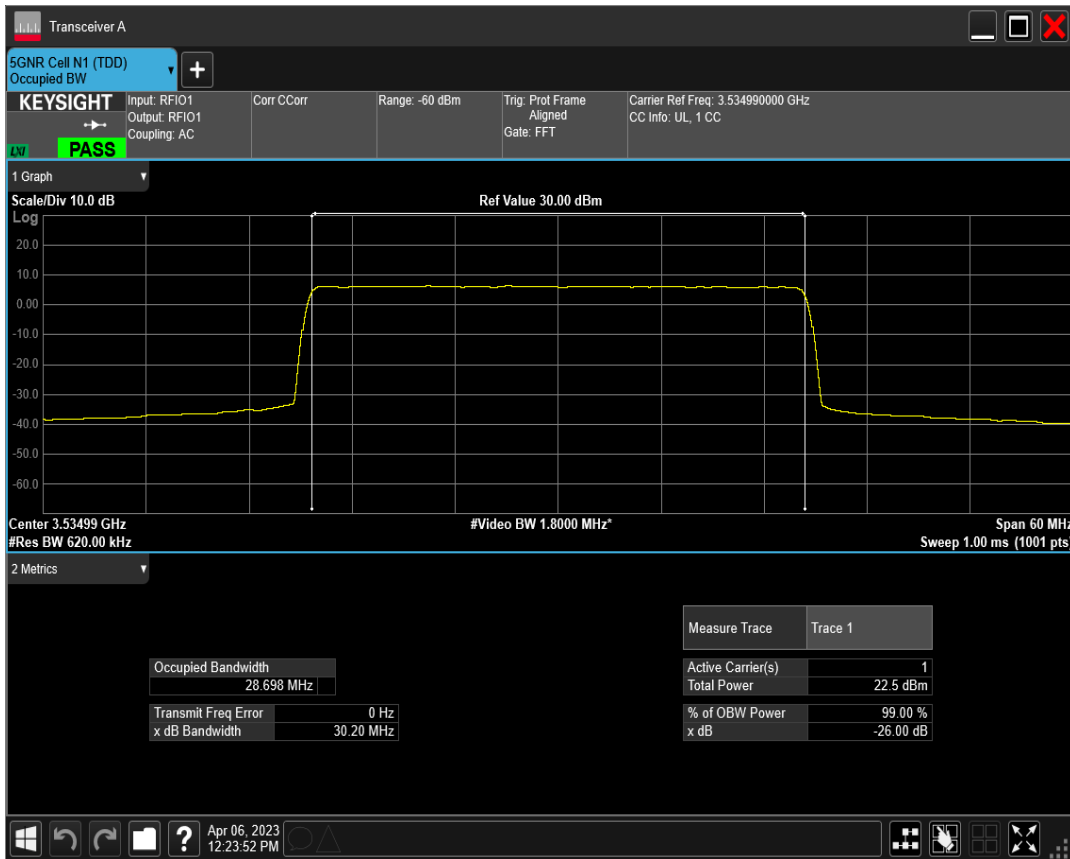 Transceiver A
5GNR Cell N1 (TDD)
Occupied BW
+
KEYSIGHT
LXI
PASS
Input: RFIO1
Output: RFIO1
Coupling: AC
Corr CCorr
Range: -60 dBm
Trig: Prot Frame
Aligned
Gate: FFT
Carrier Ref Freq: 3.534990000 GHz
CC Info: UL, 1 CC
1 Graph
Scale/Div 10.0 dB
Ref Value 30.00 dBm
Log
20.0
10.0
0.00
-10.0
-20.0
-30.0
-40.0
-50.0
-60.0
Center 3.53499 GHz
#Video BW 1.8000 MHz*
Span 60 MHz
#Res BW 620.00 kHz
Sweep 1.00 ms (1001 pts)
2 Metrics
Measure Trace Trace 1
Occupied Bandwidth
28.698 MHz
Active Carrier(s) 1
Total Power 22.5 dBm
Transmit Freq Error 0 Hz
x dB Bandwidth 30.20 MHz
% of OBW Power 99.00 %
x dB -26.00 dB
?
Apr 06, 2023
12:23:52 PM